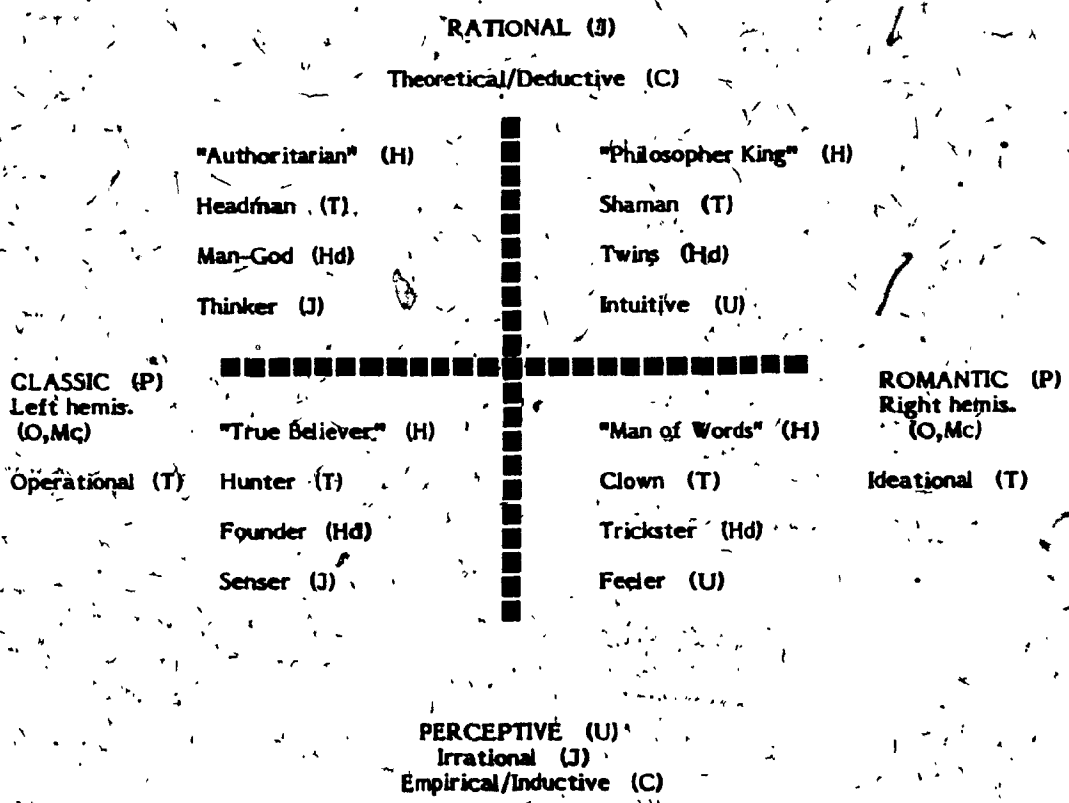 RATIONAL (J)
Theoretical/Deductive (C)
"Authoritarian" (H)
Headman (T)
Man-God (Hd)
Thinker (J)
"Philosopher King" (H)
Shaman (T)
Twins (Hd)
Intuitive (U)
CLASSIC (P)
Left hemis.
(O,Mc)
Operational (T)
"True Believer" (H)
Hunter (T)
Founder (Hd)
Senser (J)
"Man of Words" (H)
Clown (T)
Trickster (Hd)
Feeler (U)
ROMANTIC (P)
Right hemis.
(O,Mc)
Ideational (T)
PERCEPTIVE (U)
Irrational (J)
Empirical/Inductive (C)